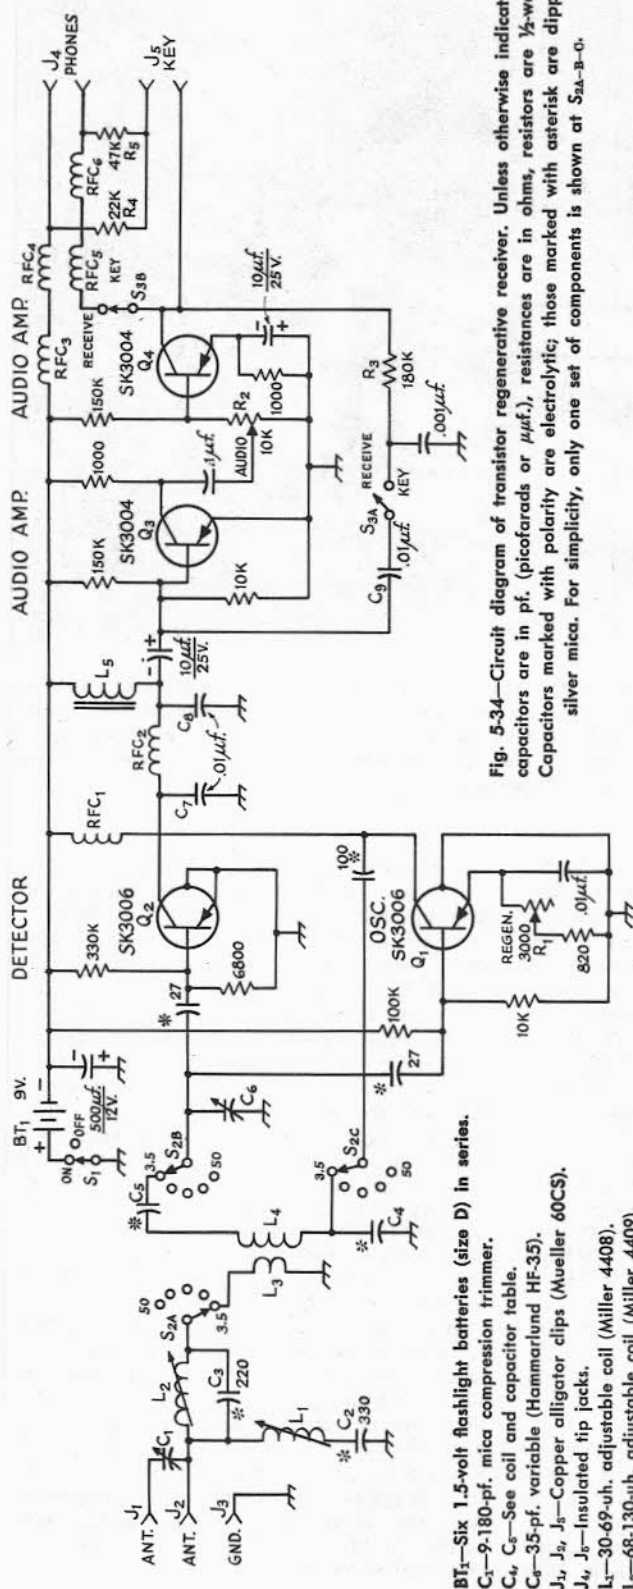 DETECTOR
AUDIO AMP.
AUDIO AMP.
BT₁ 9V.
+
−
ON
OFF
S₁
500µf.
12V.
−
+
330K
SK3006
Q₂
RFC₁
L₅
RFC₂
C₇
.01µf.
C₈
− +
10µf.
25V.
150K
SK3004
Q₃
1000
.1µf.
AUDIO
10K
R₂
150K
SK3004
Q₄
1000
10µf.
25V.
−
+
10K
RFC₃
RFC₄
RFC₅
RFC₆
RECEIVE
KEY
S₃B
22K
R₄
47K
R₅
J₄
PHONES
J₅
KEY
C₉
.01µf.
S₃A
RECEIVE
KEY
R₃
180K
.001µf.
J₁
ANT.
J₂
ANT.
J₃
GND.
C₁
L₂
C₃
220
*
L₁
C₂
330
*
50
S₂A
3.5
L₃
L₄
C₅
*
3.5
S₂B
50
C₆
*
27
6800
3.5
S₂C
50
C₄
*
27
*
100
*
100K
10K
OSC.
SK3006
Q₁
REGEN.
3000
R₁
820
.01µf.
Fig. 5-34—Circuit diagram of transistor regenerative receiver. Unless otherwise indicat
capacitors are in pf. (picofarads or µµf.), resistances are in ohms, resistors are ½-wa
Capacitors marked with polarity are electrolytic; those marked with asterisk are dipp
silver mica. For simplicity, only one set of components is shown at S₂A–B–C.
BT₁—Six 1.5-volt flashlight batteries (size D) in series.
C₁—9-180-pf. mica compression trimmer.
C₄, C₅—See coil and capacitor table.
C₆—35-pf. variable (Hammarlund HF-35).
J₁, J₂, J₃—Copper alligator clips (Mueller 60CS).
J₄, J₅—Insulated tip jacks.
L₁—30-69-uh. adjustable coil (Miller 4408).
68-130-uh. adjustable coil (Miller 4409)